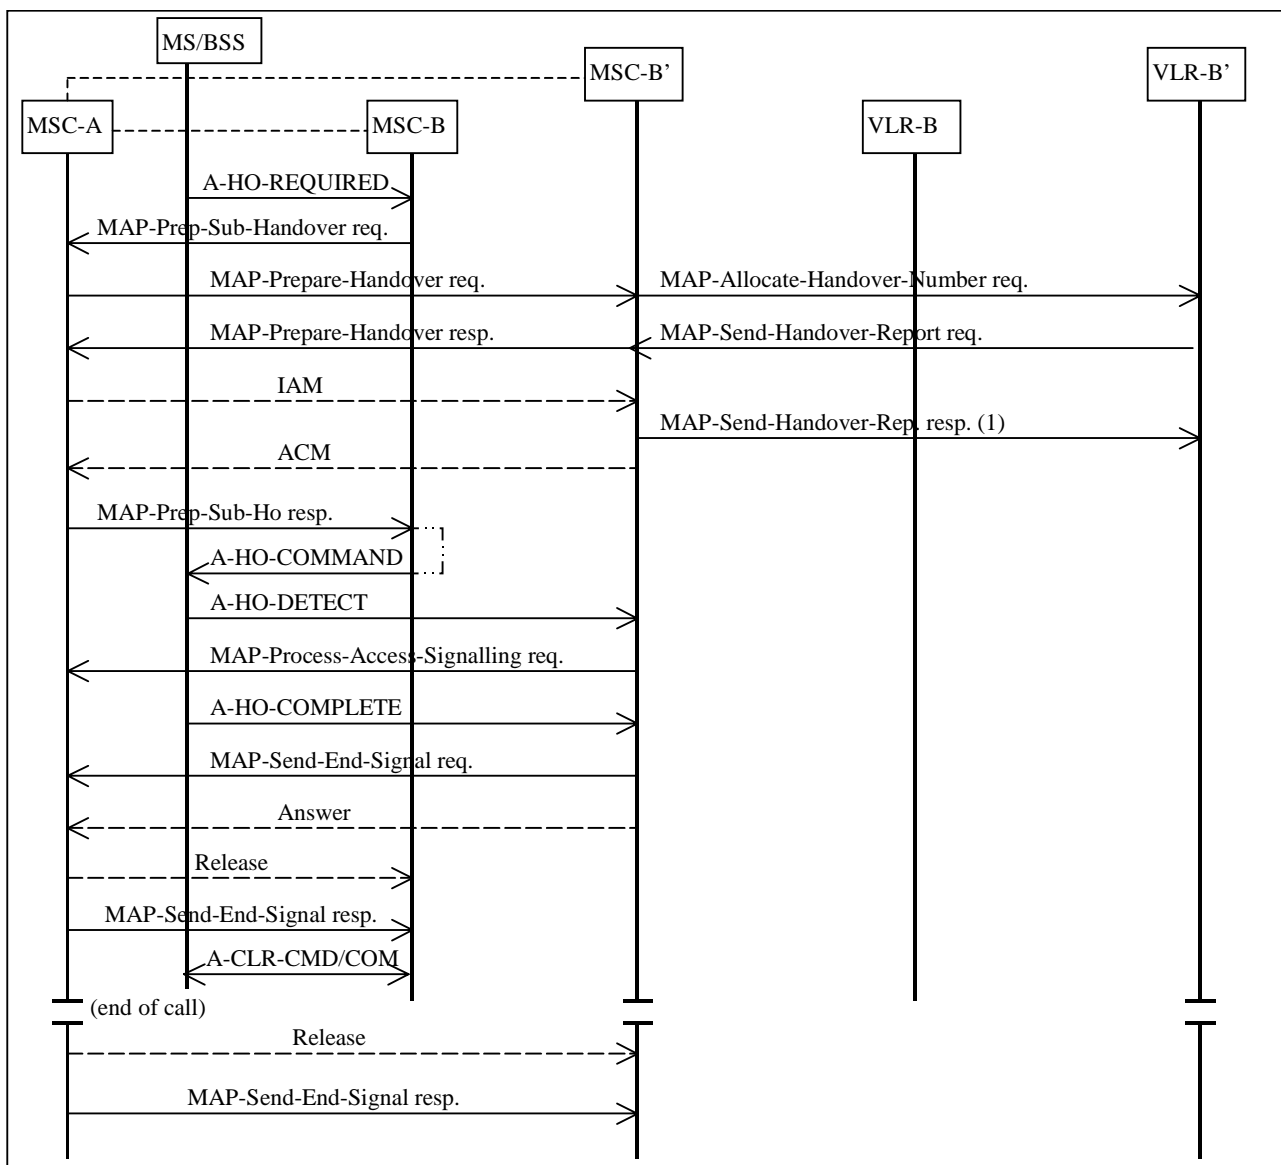 MS/BSS
MSC-B’
VLR-B’
MSC-A
MSC-B
VLR-B
A-HO-REQUIRED
MAP-Prep-Sub-Handover req.
MAP-Prepare-Handover req.
MAP-Allocate-Handover-Number req.
MAP-Prepare-Handover resp.
MAP-Send-Handover-Report req.
IAM
MAP-Send-Handover-Rep. resp. (1)
ACM
MAP-Prep-Sub-Ho resp.
A-HO-COMMAND
A-HO-DETECT
MAP-Process-Access-Signalling req.
A-HO-COMPLETE
MAP-Send-End-Signal req.
Answer
Release
MAP-Send-End-Signal resp.
A-CLR-CMD/COM
(end of call)
Release
MAP-Send-End-Signal resp.